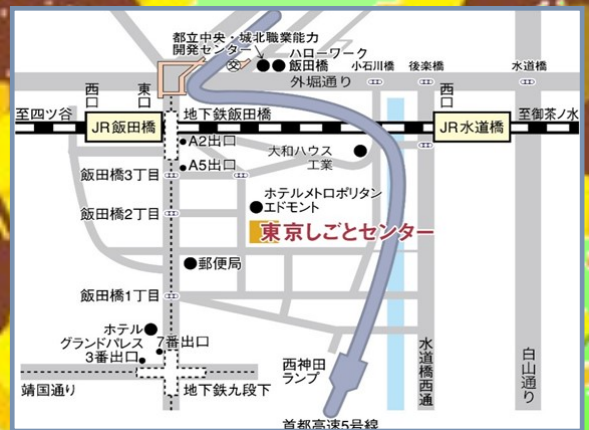 都立中央・城北職業能力
開発センター
ハローワーク
飯田橋
小石川橋
後楽橋
水道橋
外堀通り
西口
東口
西口
至四ツ谷
地下鉄飯田橋
至御茶ノ水
JR飯田橋
JR水道橋
A2出口
大和ハウス
工業
A5出口
飯田橋3丁目
ホテルメトロポリタン
エドモント
飯田橋2丁目
東京しごとセンター
郵便局
飯田橋1丁目
ホテル
グランドパレス
7番出口
3番出口
西神田
ランプ
水道橋西通
白山通り
靖国通り
地下鉄九段下
首都高速5号線